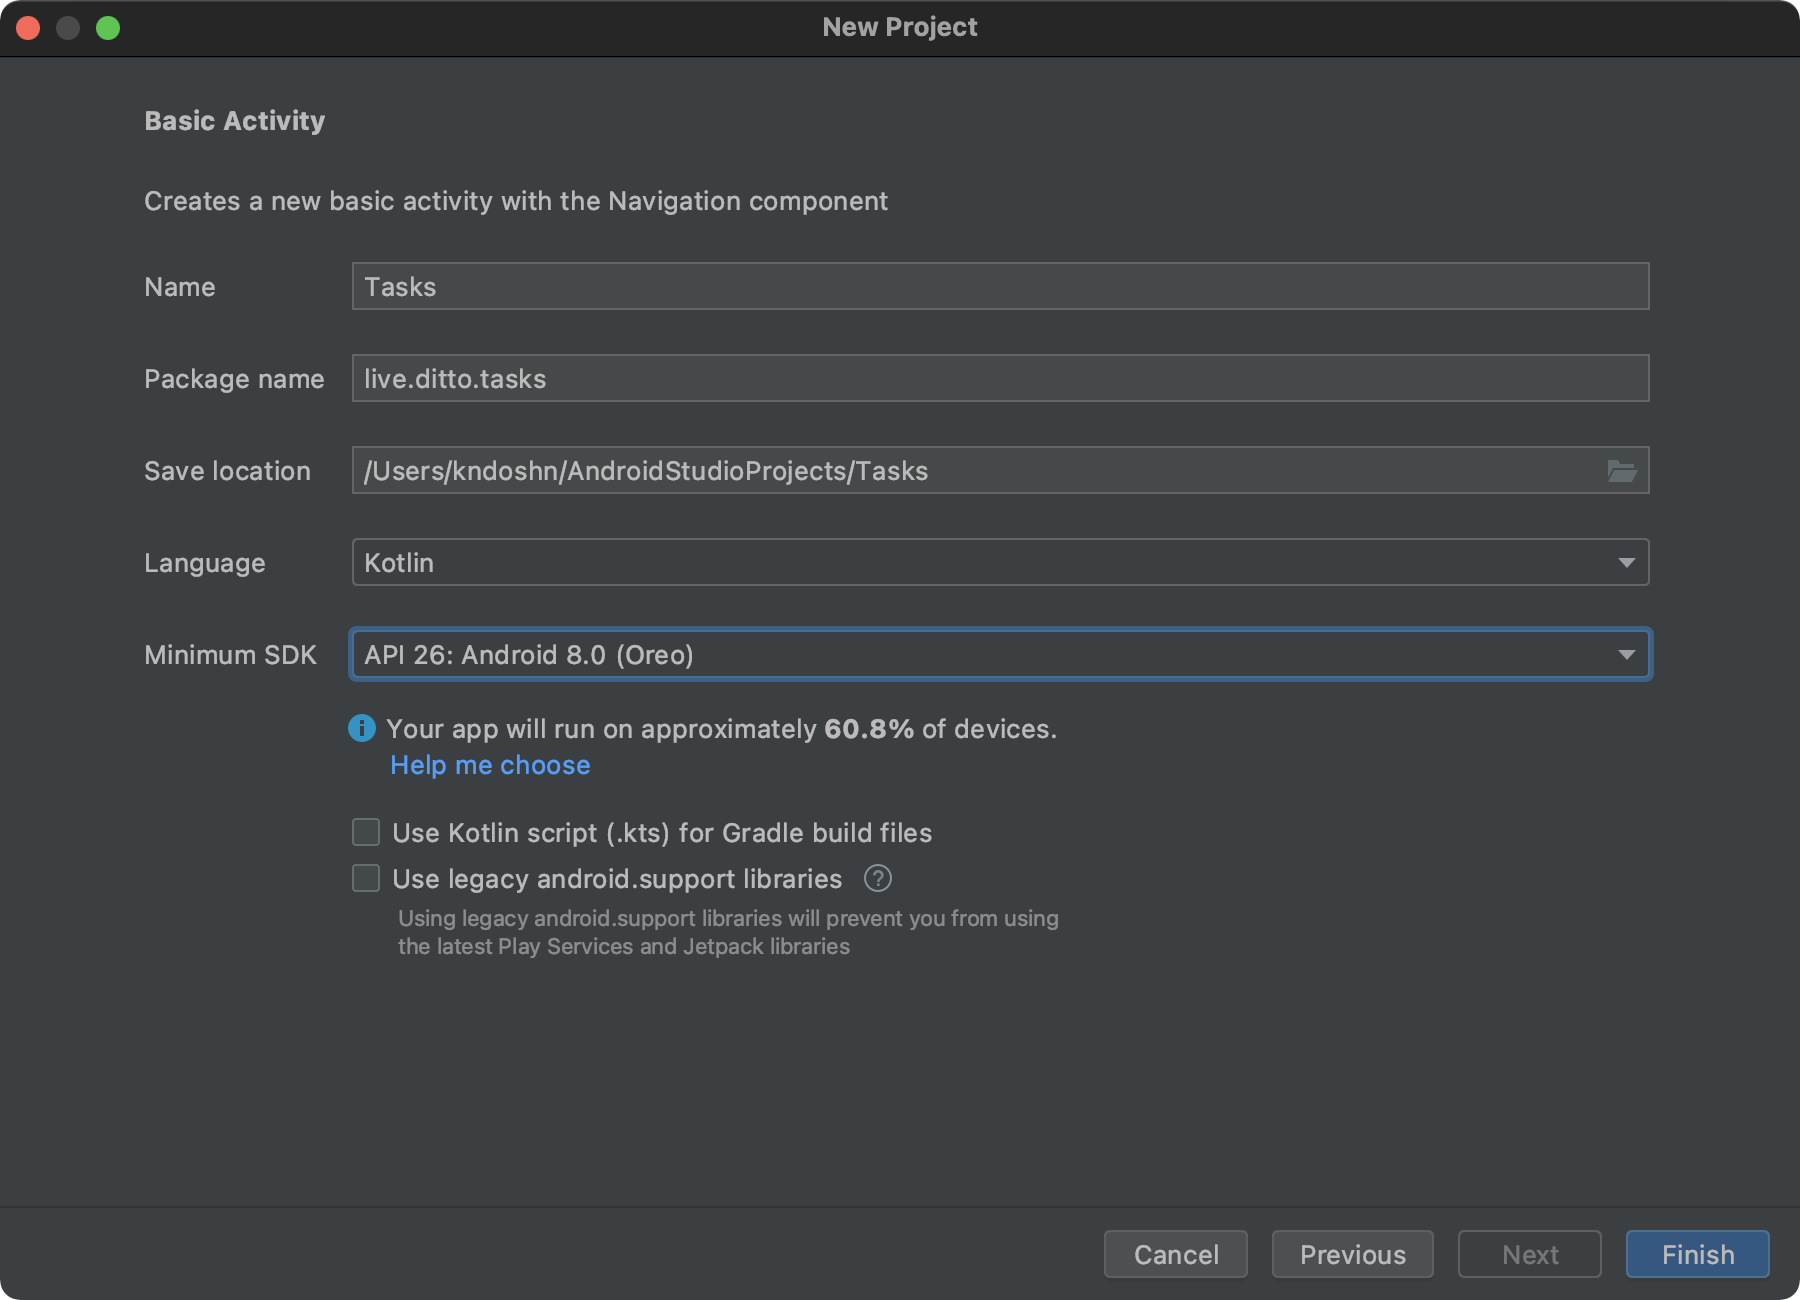 New Project
Basic Activity
Creates a new basic activity with the Navigation component
Name
Tasks
Package name
live.ditto.tasks
Save location
/Users/kndoshn/AndroidStudioProjects/Tasks
Language
Kotlin
Minimum SDK
API 26: Android 8.0 (Oreo)
Your app will run on approximately 60.8% of devices.
Help me choose
Use Kotlin script (.kts) for Gradle build files
Use legacy android.support libraries
Using legacy android.support libraries will prevent you from using
the latest Play Services and Jetpack libraries
Cancel
Previous
Next
Finish